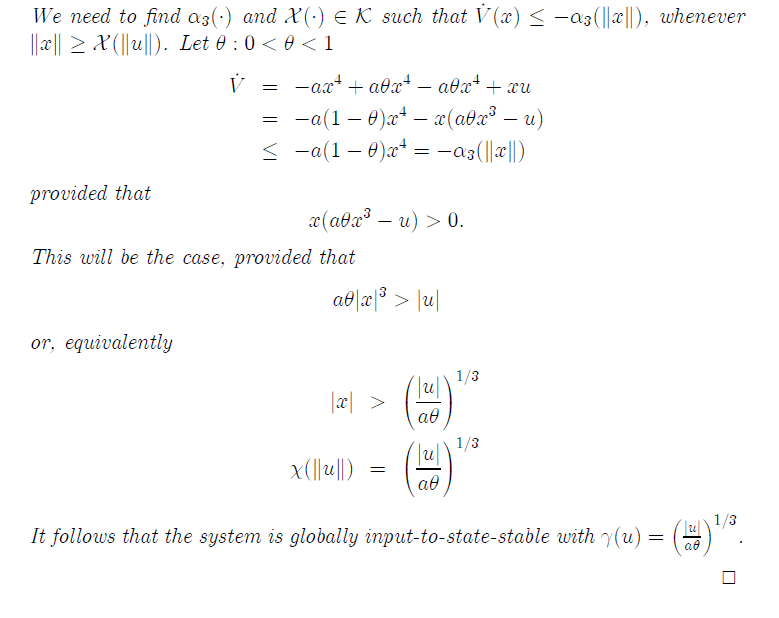 We need to find α₃(·) and 𝒳(·) ∈ 𝒦 such that V̇(x) ≤ −α₃(‖x‖), whenever
‖x‖ ≥ 𝒳(‖u‖). Let θ : 0 < θ < 1
V̇ = −ax⁴ + aθx⁴ − aθx⁴ + xu
= −a(1 − θ)x⁴ − x(aθx³ − u)
≤ −a(1 − θ)x⁴ = −α₃(‖x‖)
provided that
x(aθx³ − u) > 0.
This will be the case, provided that
aθ|x|³ > |u|
or, equivalently
|x| > (|u|/aθ)^{1/3}
χ(‖u‖) = (|u|/aθ)^{1/3}
It follows that the system is globally input-to-state-stable with γ(u) = (|u|/aθ)^{1/3}.
□